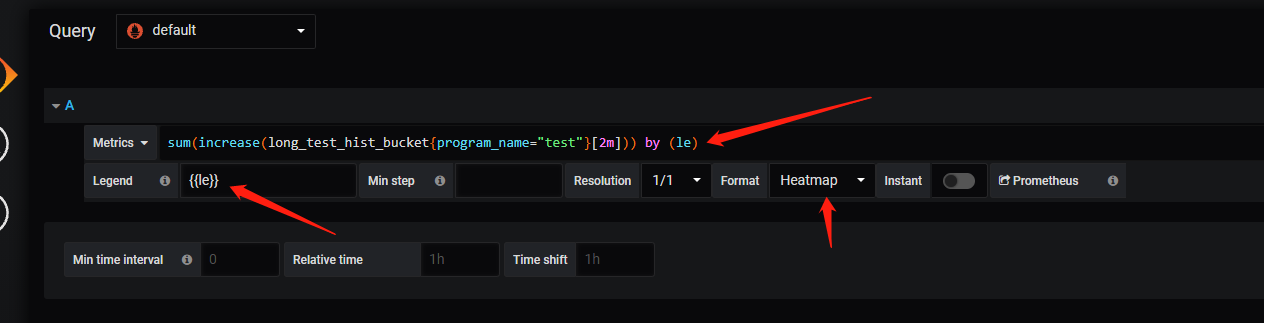 Query default
A
Metrics sum(increase(long_test_hist_bucket{program_name="test"}[2m])) by (le)
Legend {{le}} Min step Resolution 1/1 Format Heatmap Instant Prometheus
Min time interval 0 Relative time 1h Time shift 1h